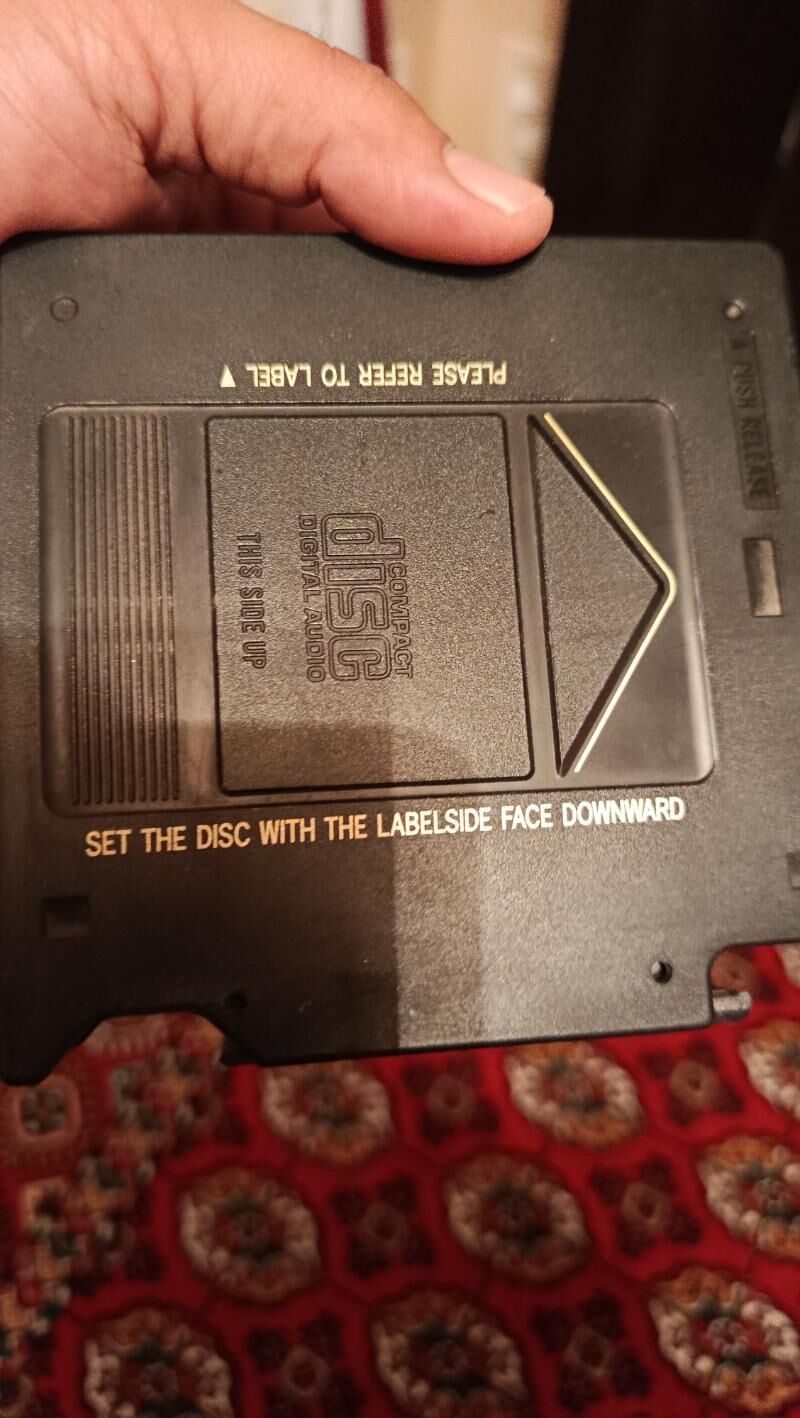 PLEASE REFER TO LABEL ▼
▲ PUSH RELEASE
COMPACT
disc
DIGITAL AUDIO
THIS SIDE UP
SET THE DISC WITH THE LABELSIDE FACE DOWNWARD